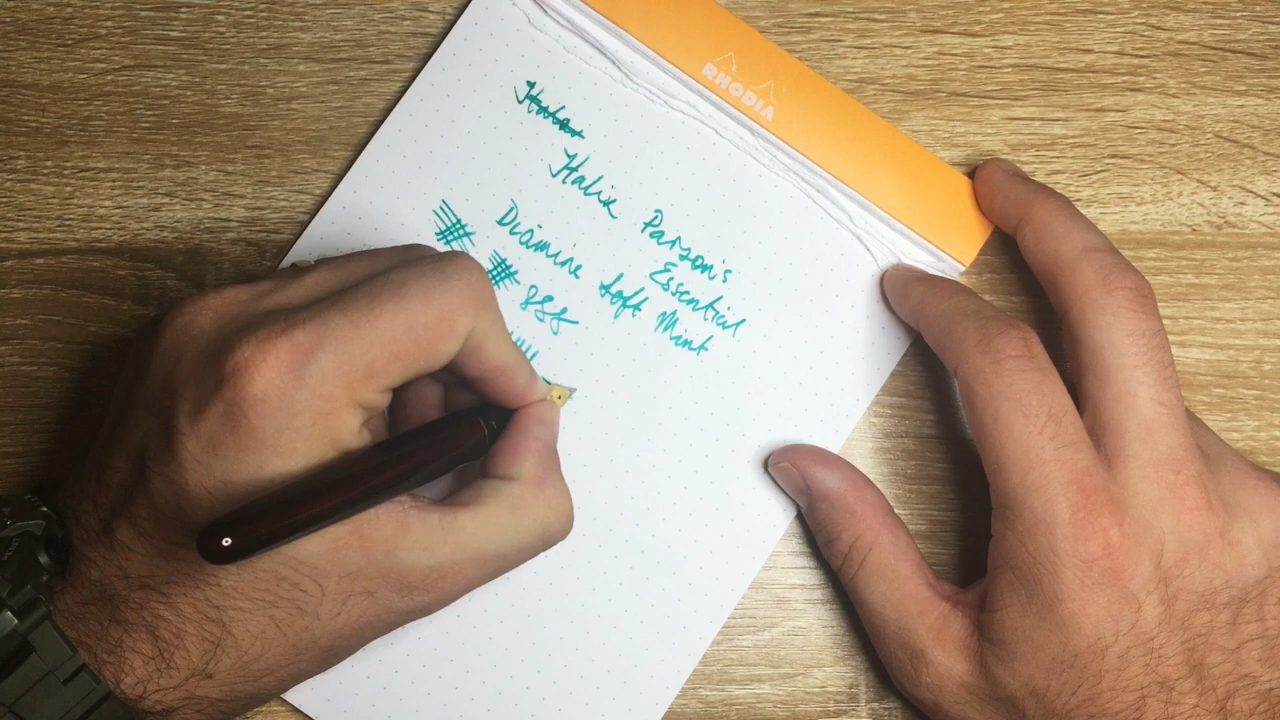 RHODIA
Italix
Italix Parson's
Essential
Diamine Soft Mint
888